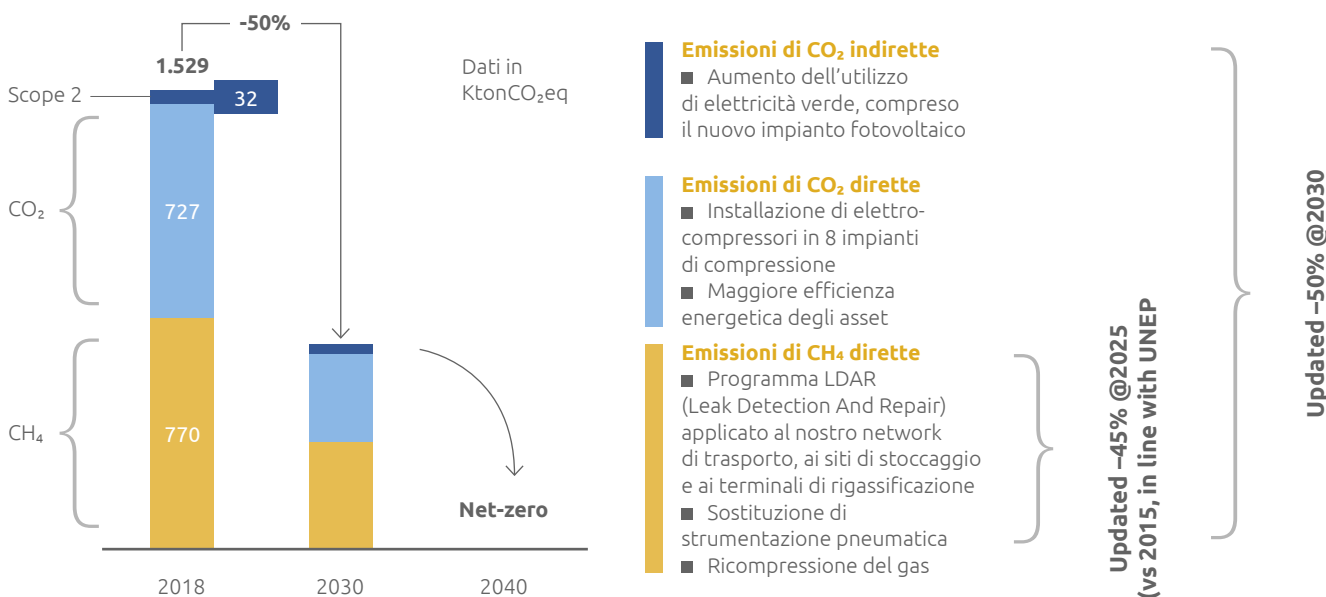 -50%
1.529
Dati in
KtonCO₂eq
Scope 2
32
CO₂
727
CH₄
770
Net-zero
2018
2030
2040
Emissioni di CO₂ indirette
■ Aumento dell'utilizzo
di elettricità verde, compreso
il nuovo impianto fotovoltaico
Emissioni di CO₂ dirette
■ Installazione di elettro-
compressori in 8 impianti
di compressione
■ Maggiore efficienza
energetica degli asset
Emissioni di CH₄ dirette
■ Programma LDAR
(Leak Detection And Repair)
applicato al nostro network
di trasporto, ai siti di stoccaggio
e ai terminali di rigassificazione
■ Sostituzione di
strumentazione pneumatica
■ Ricompressione del gas
Updated –45% @2025
(vs 2015, in line with UNEP
Updated –50% @2030